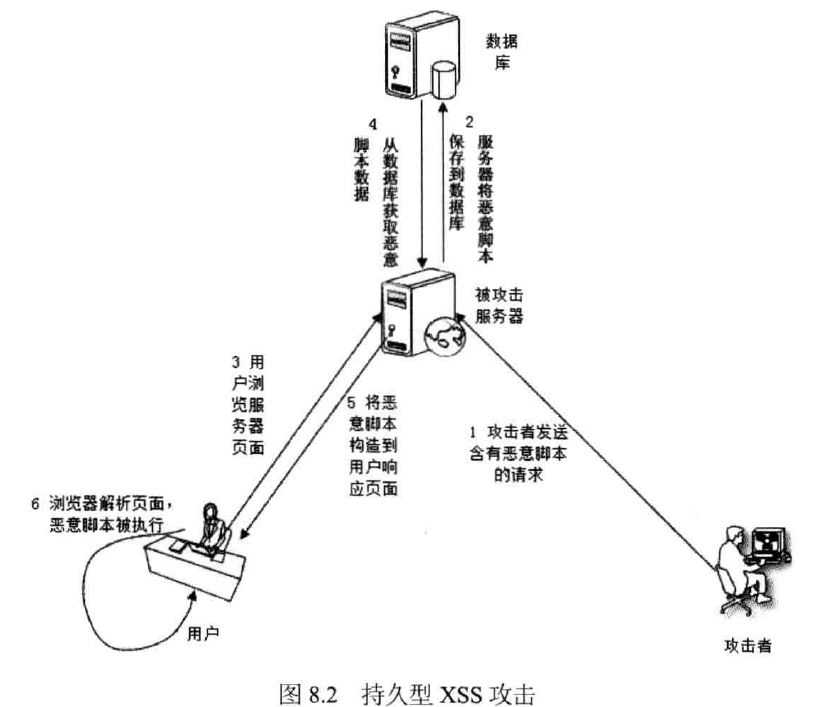 数据
库
4
从数据库获取恶意
脚本数据
2
服务器将恶意脚本
保存到数据库
被攻击
服务器
3 用
户浏
览服
务器
页面
5 将恶
意脚本
构造到
用户响
应页面
1 攻击者发送
含有恶意脚本
的请求
6 浏览器解析页面，
恶意脚本被执行
用户
攻击者
图 8.2 持久型 XSS 攻击